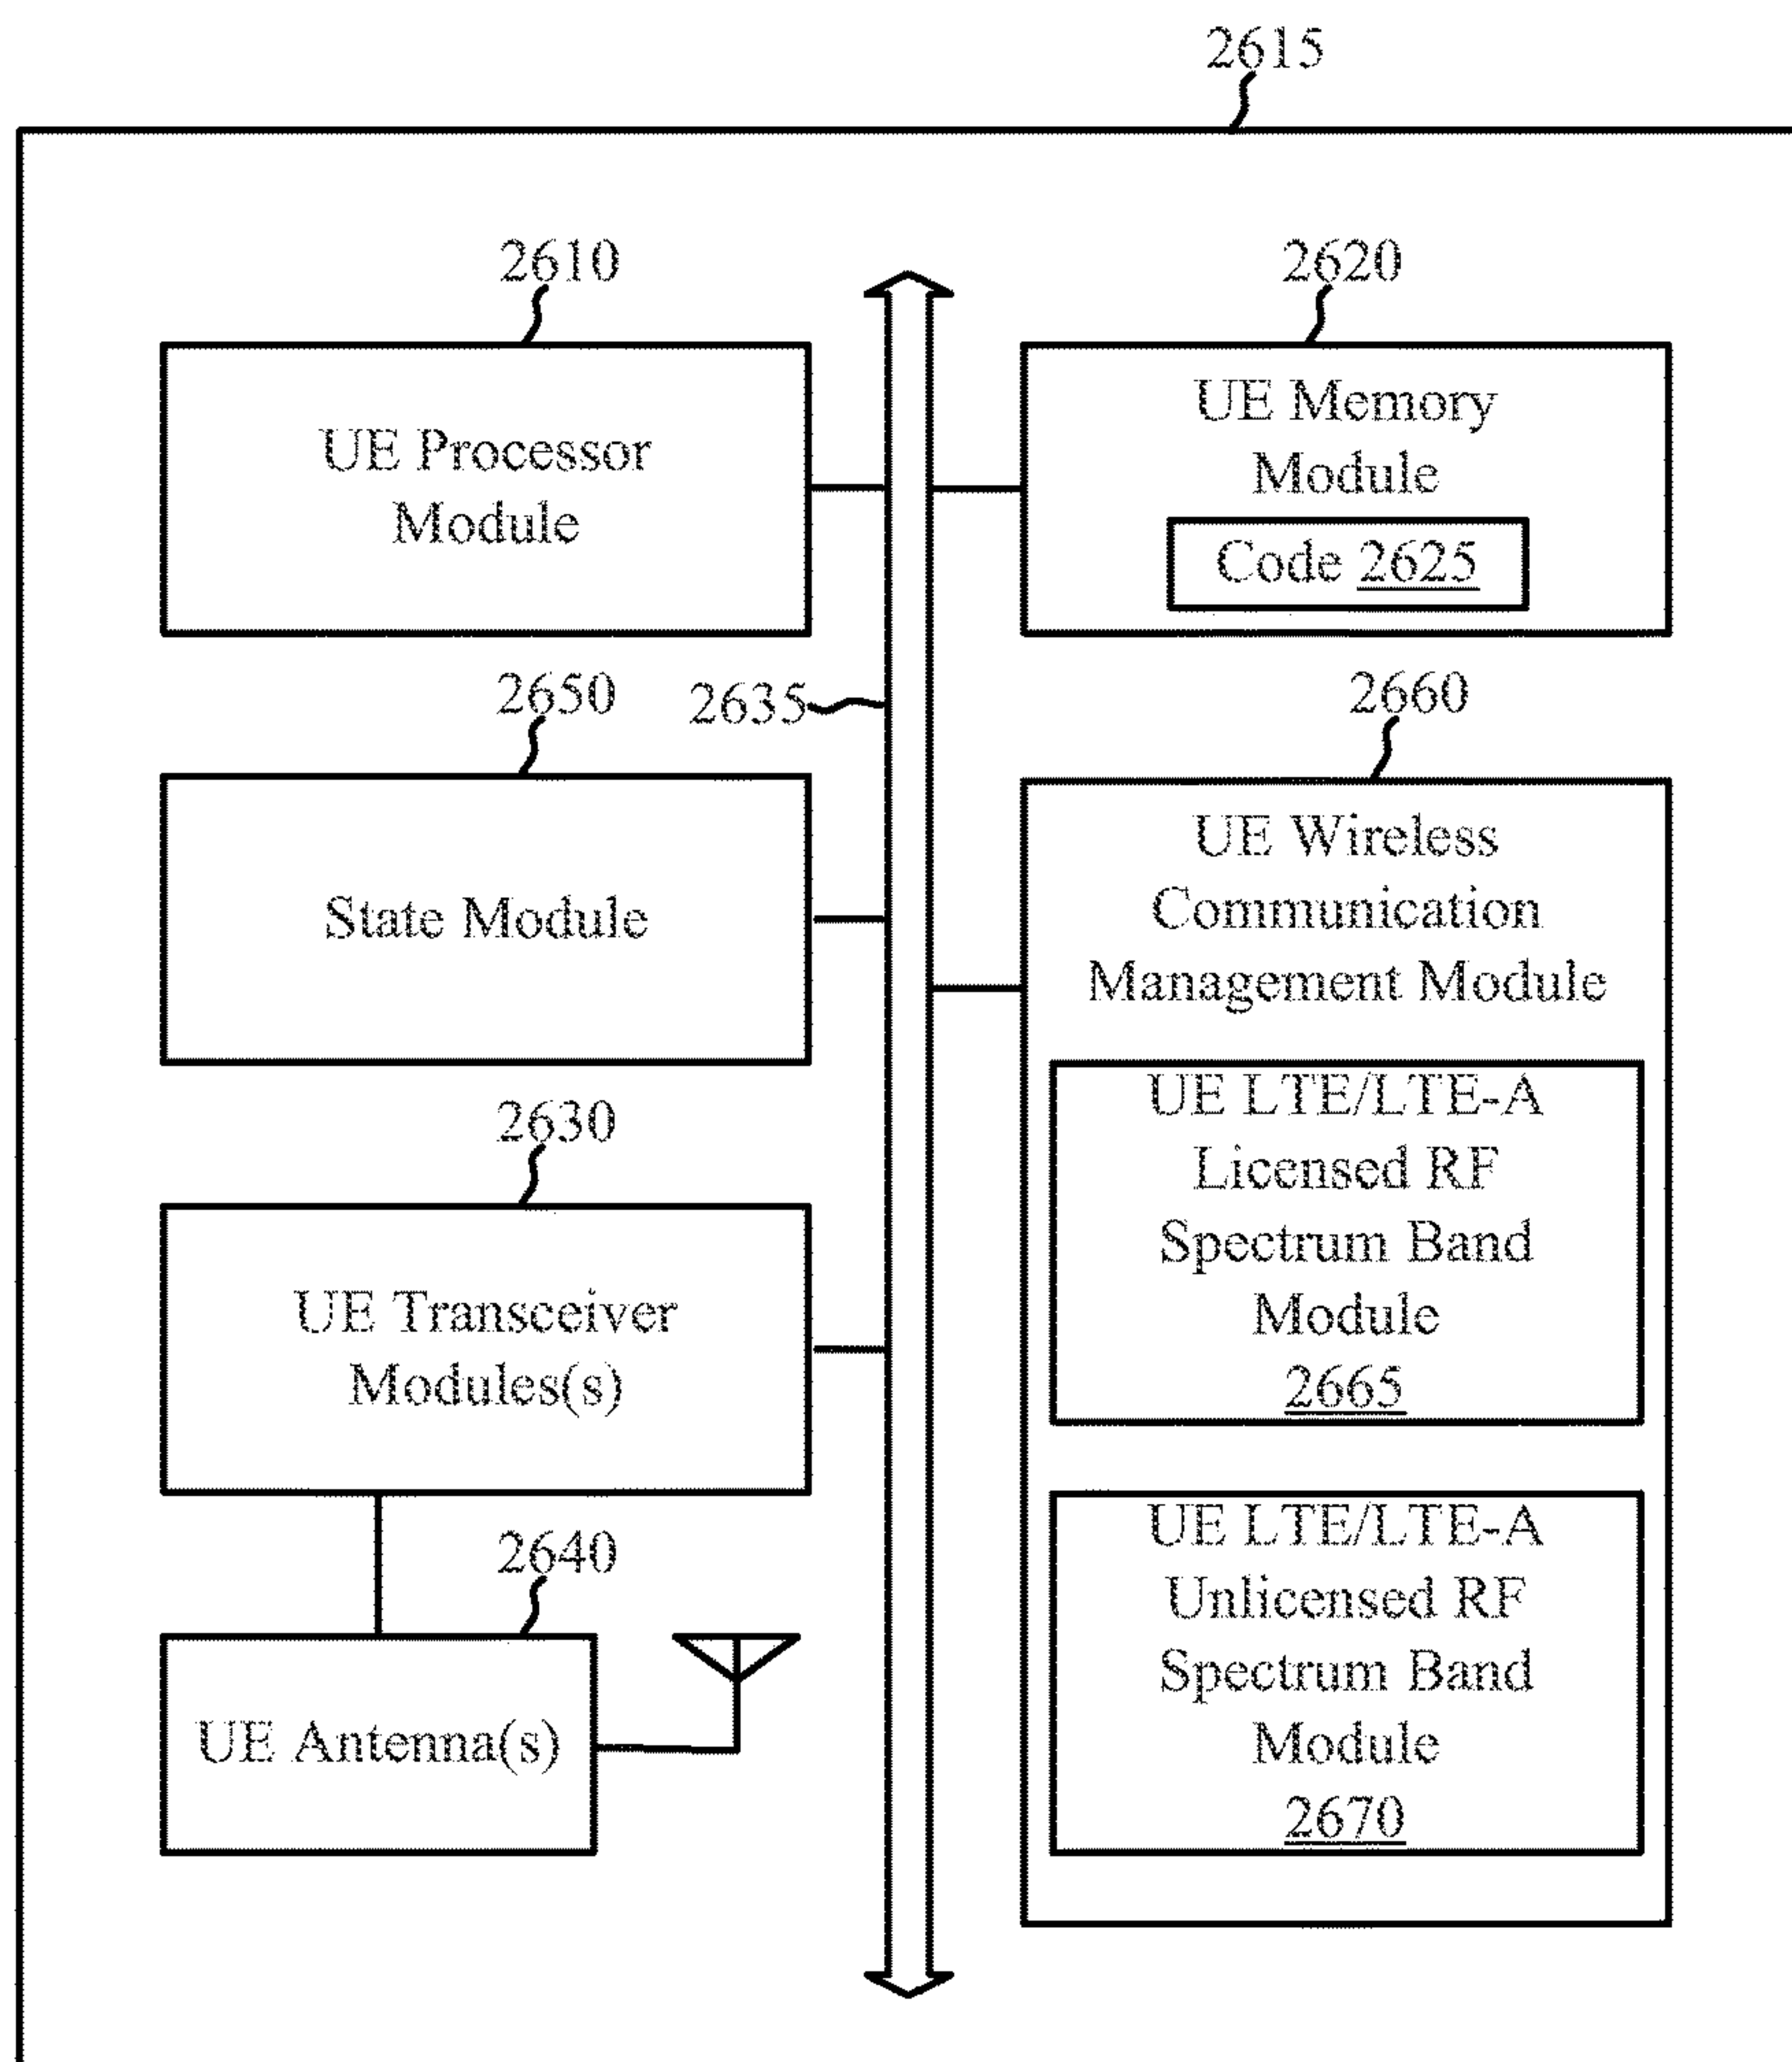 2615
2610
UE Processor
Module
2620
UE Memory
Module
Code 2625
2650
State Module
2635
2660
UE Wireless
Communication
Management Module
UE LTE/LTE-A
Licensed RF
Spectrum Band
Module
2665
UE LTE/LTE-A
Unlicensed RF
Spectrum Band
Module
2670
2630
UE Transceiver
Modules(s)
2640
UE Antenna(s)